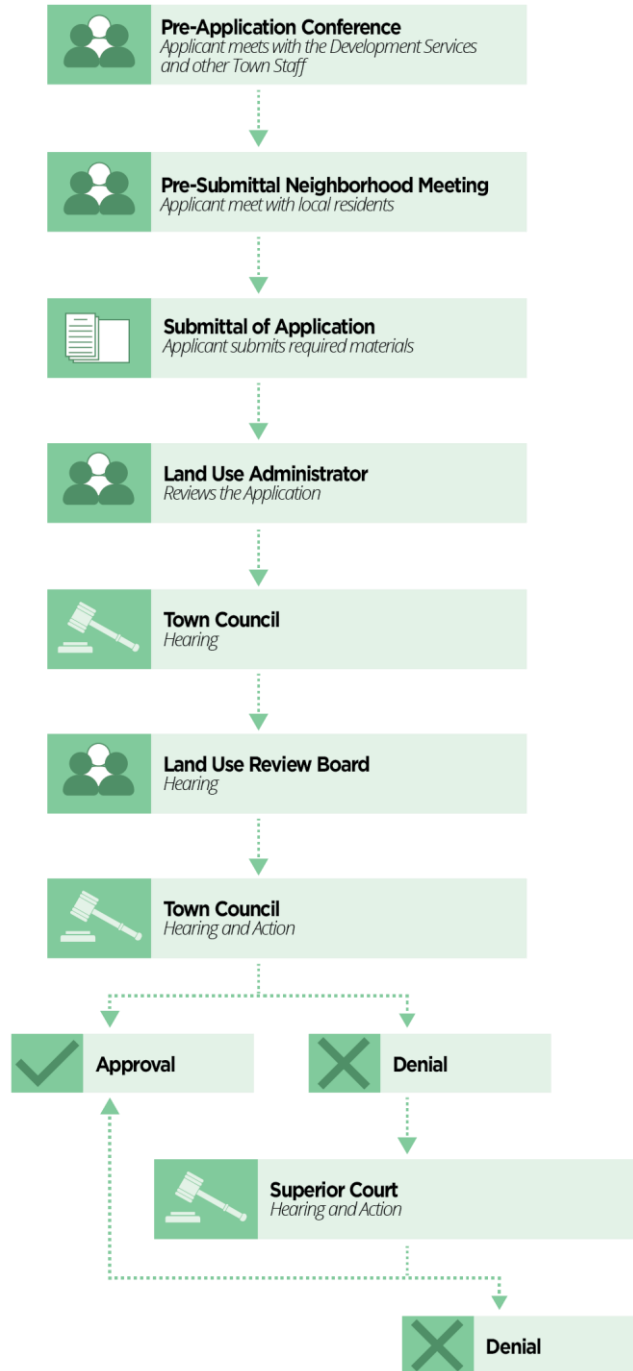 Pre-Application Conference
Applicant meets with the Development Services
and other Town Staff
Pre-Submittal Neighborhood Meeting
Applicant meet with local residents
Submittal of Application
Applicant submits required materials
Land Use Administrator
Reviews the Application
Town Council
Hearing
Land Use Review Board
Hearing
Town Council
Hearing and Action
Approval
Denial
Superior Court
Hearing and Action
Denial